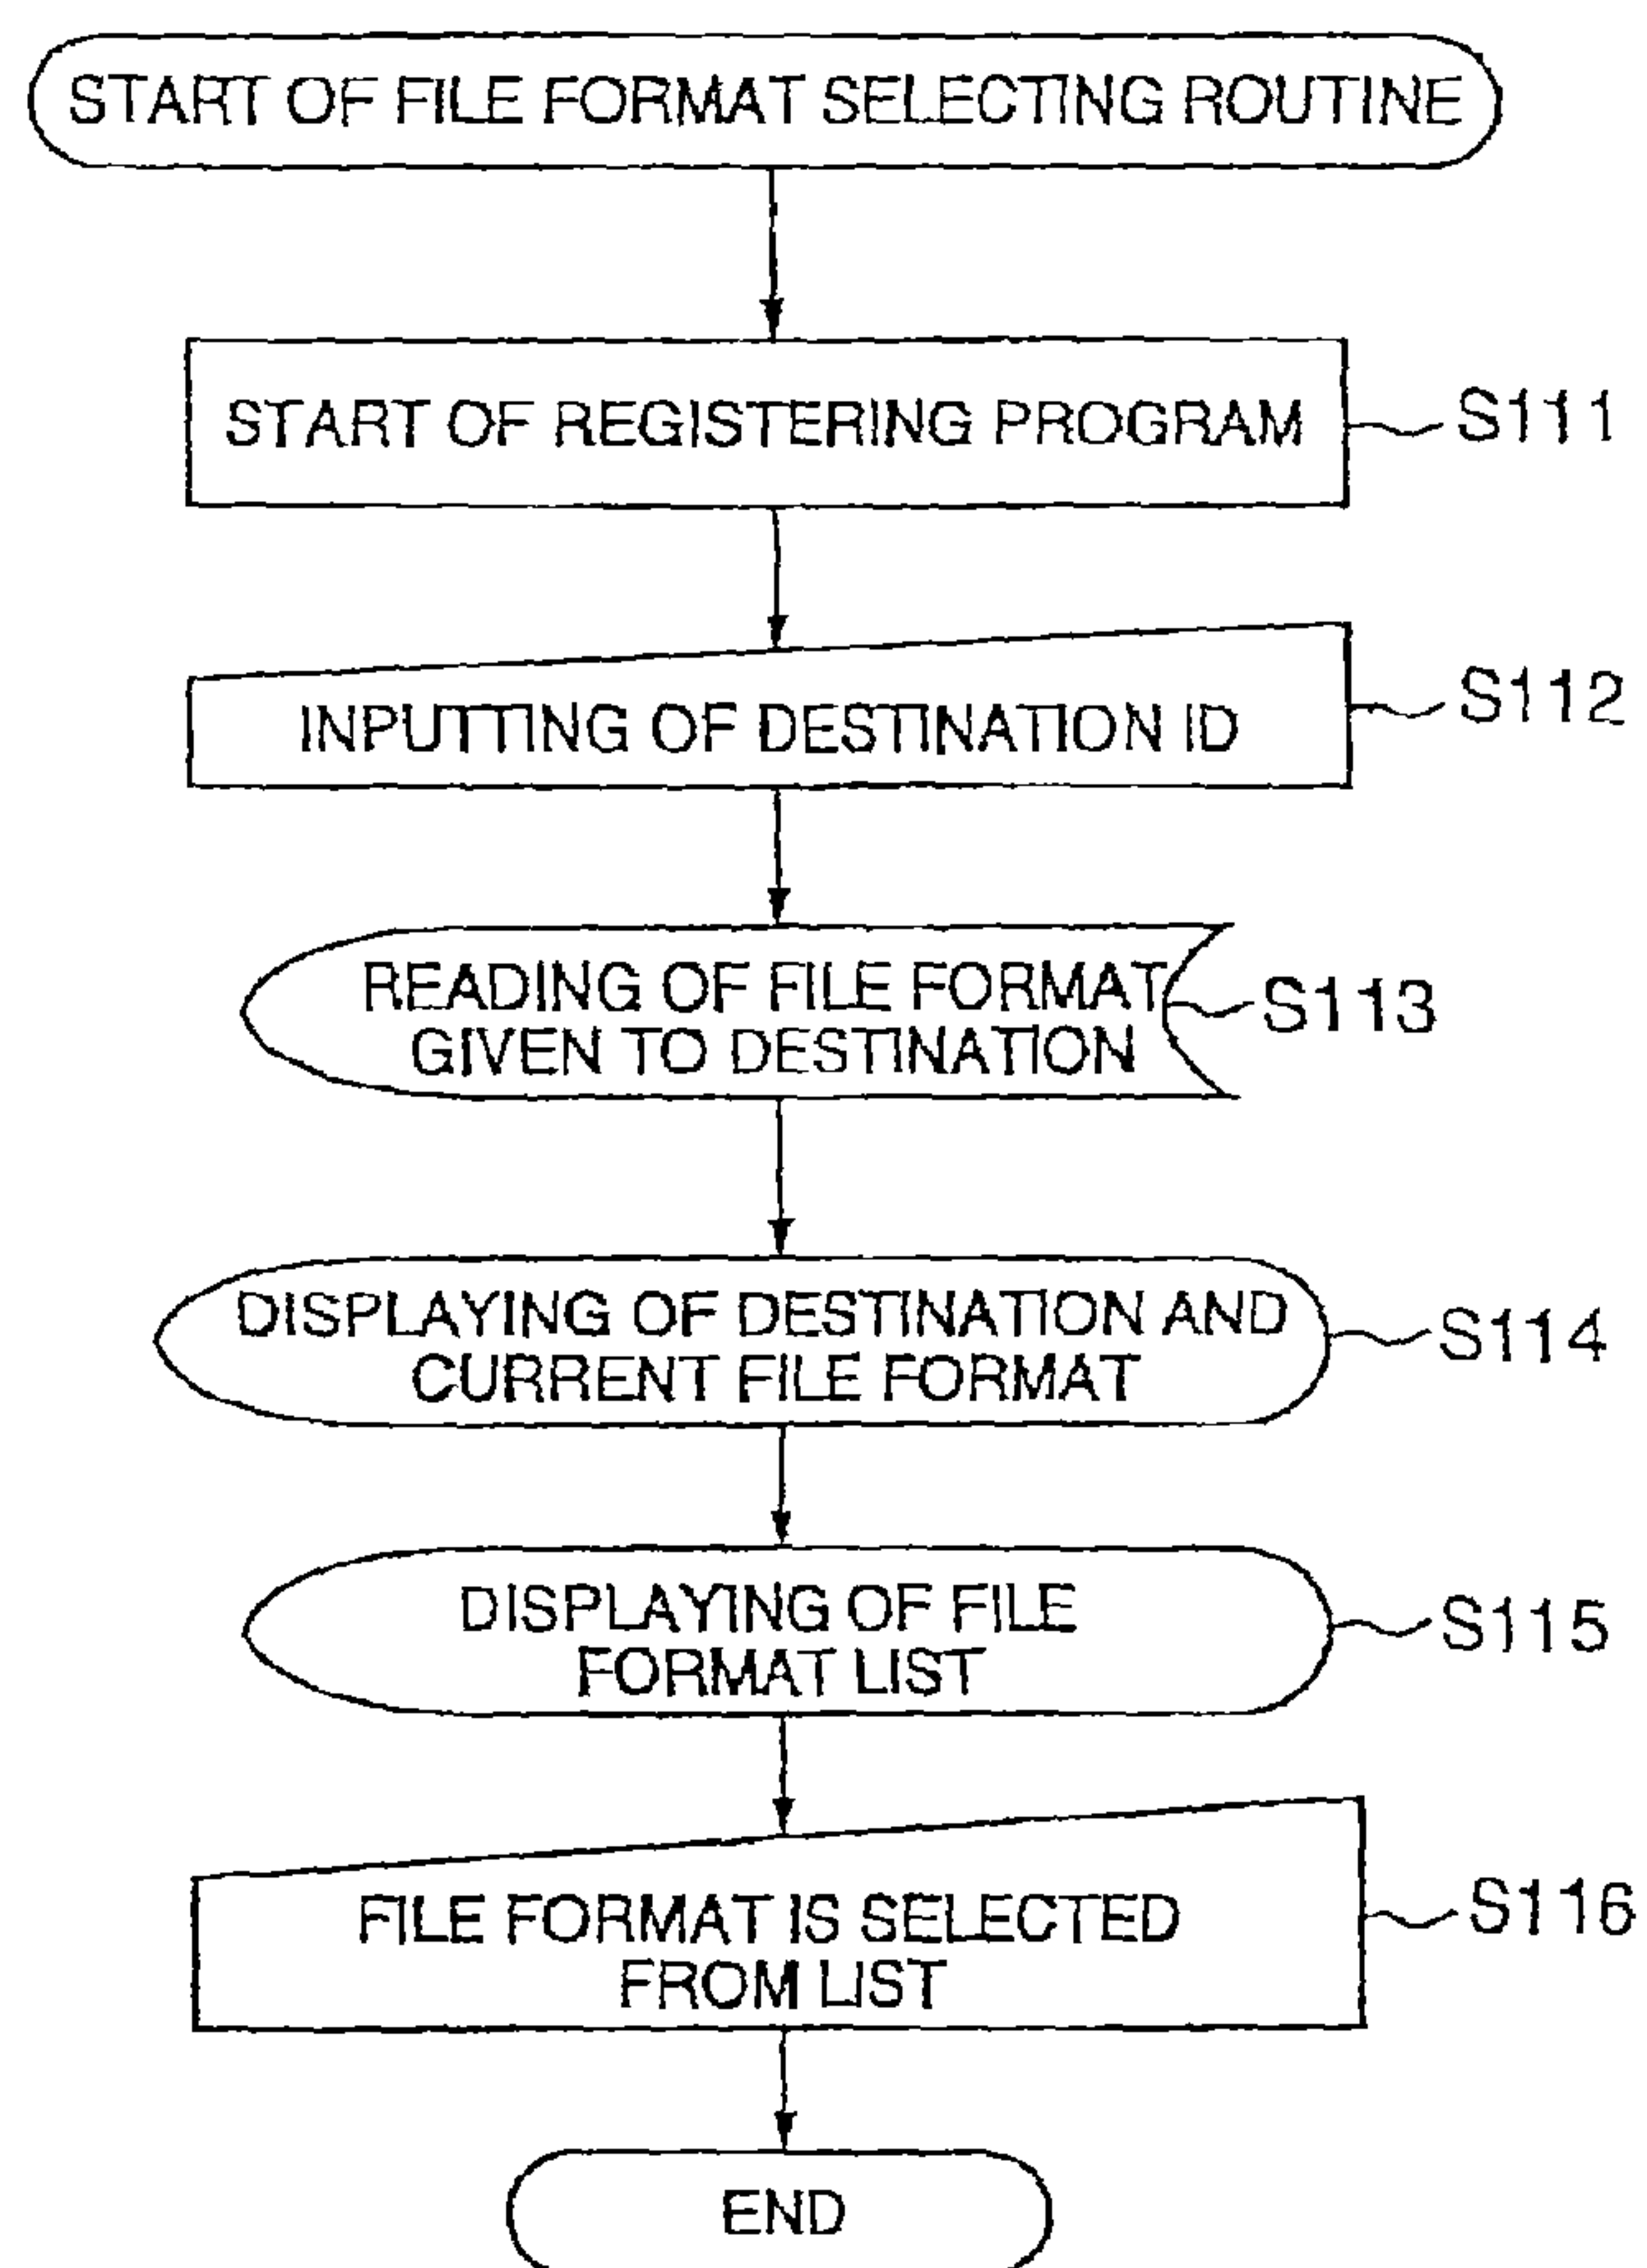 START OF FILE FORMAT SELECTING ROUTINE
START OF REGISTERING PROGRAM
S111
INPUTTING OF DESTINATION ID
S112
READING OF FILE FORMAT
GIVEN TO DESTINATION
S113
DISPLAYING OF DESTINATION AND
CURRENT FILE FORMAT
S114
DISPLAYING OF FILE
FORMAT LIST
S115
FILE FORMAT IS SELECTED
FROM LIST
S116
END